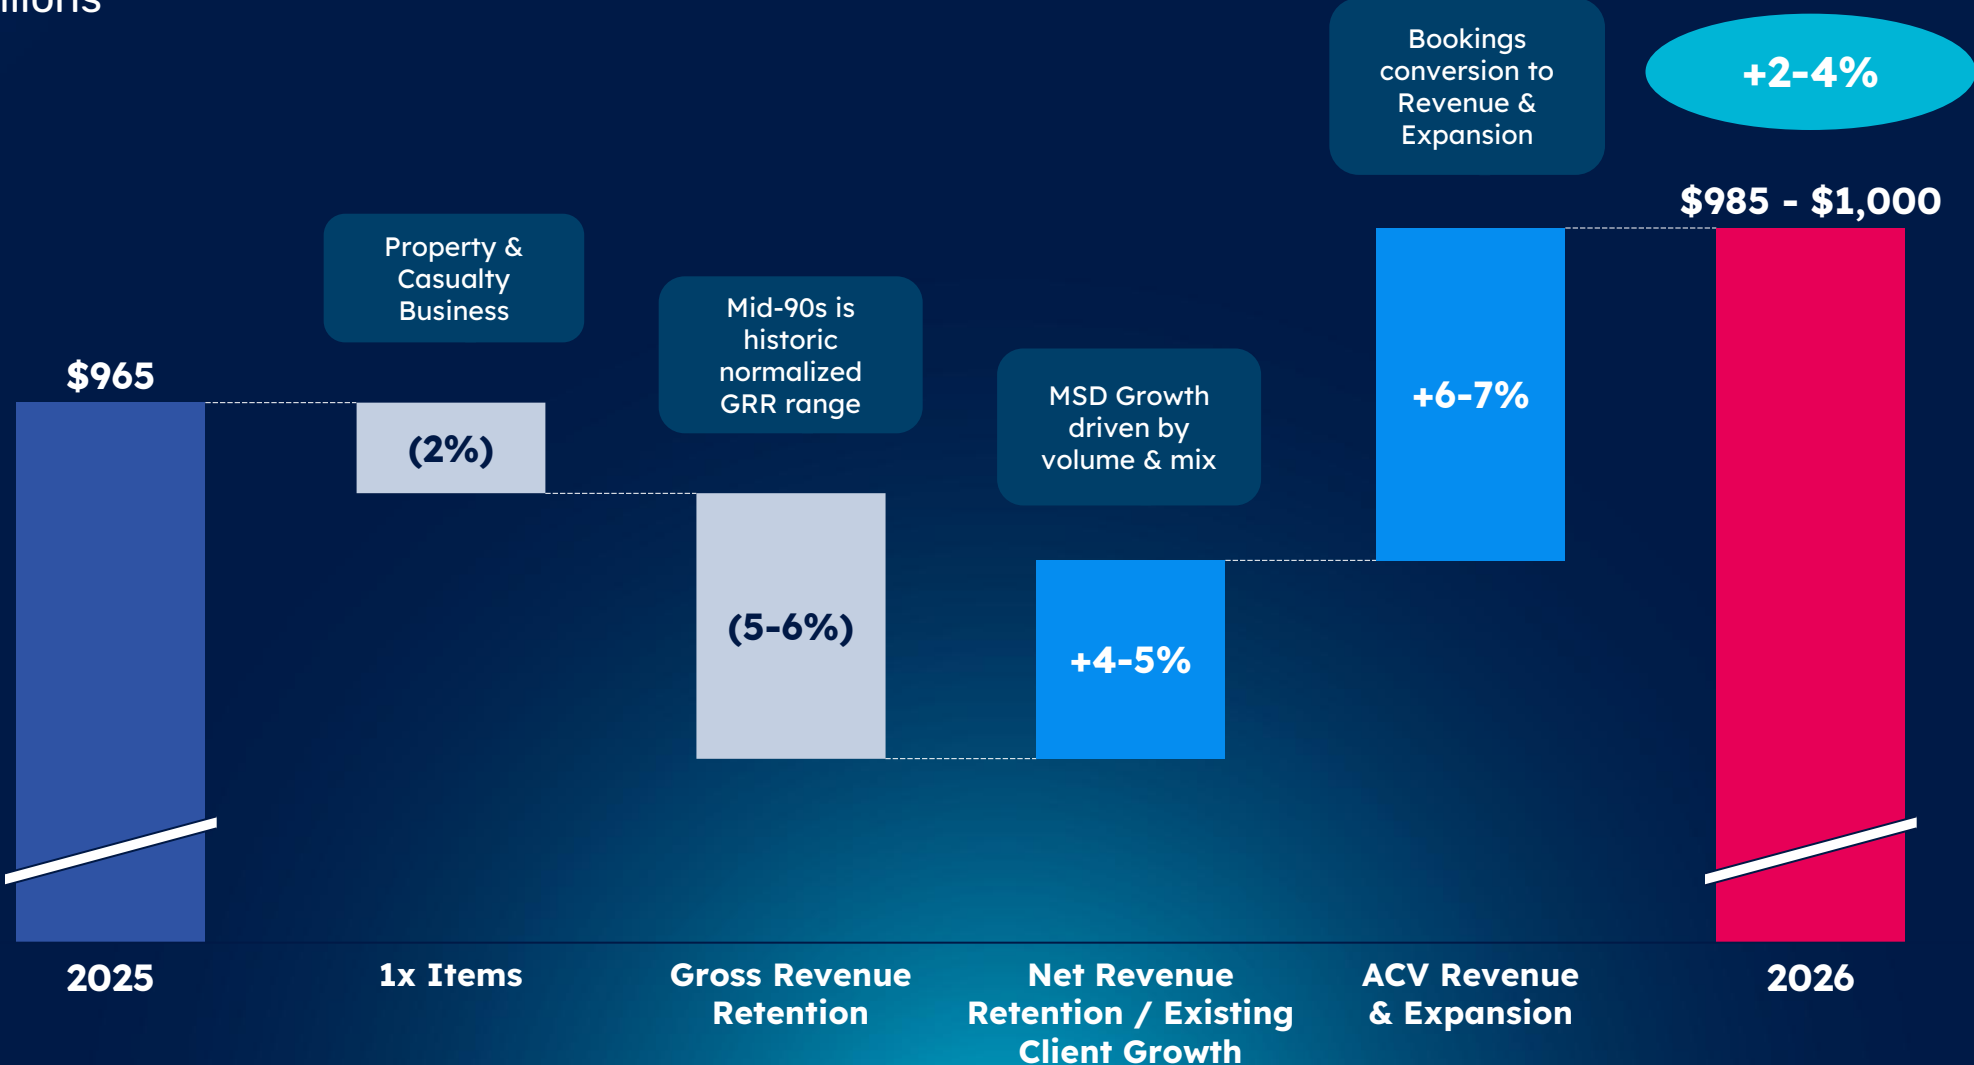 Bookings
conversion to
Revenue &
Expansion
+2-4%
$985 - $1,000
Property &
Casualty
Business
Mid-90s is
historic
normalized
GRR range
MSD Growth
driven by
volume & mix
$965
(2%)
(5-6%)
+4-5%
+6-7%
2025
1x Items
Gross Revenue
Retention
Net Revenue
Retention / Existing
Client Growth
ACV Revenue
& Expansion
2026